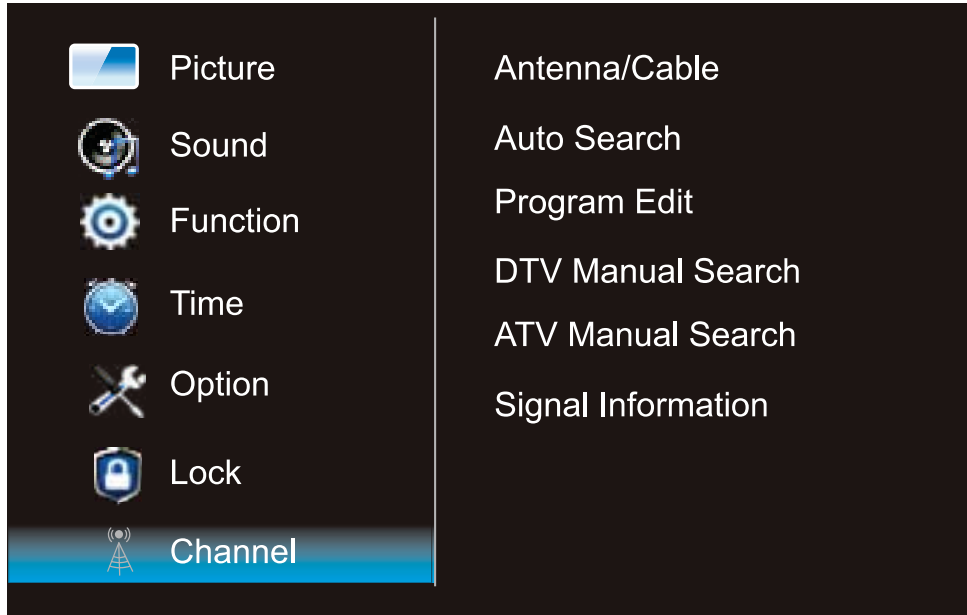 Picture
Sound
Function
Time
Option
Lock
Channel
Antenna/Cable
Auto Search
Program Edit
DTV Manual Search
ATV Manual Search
Signal Information